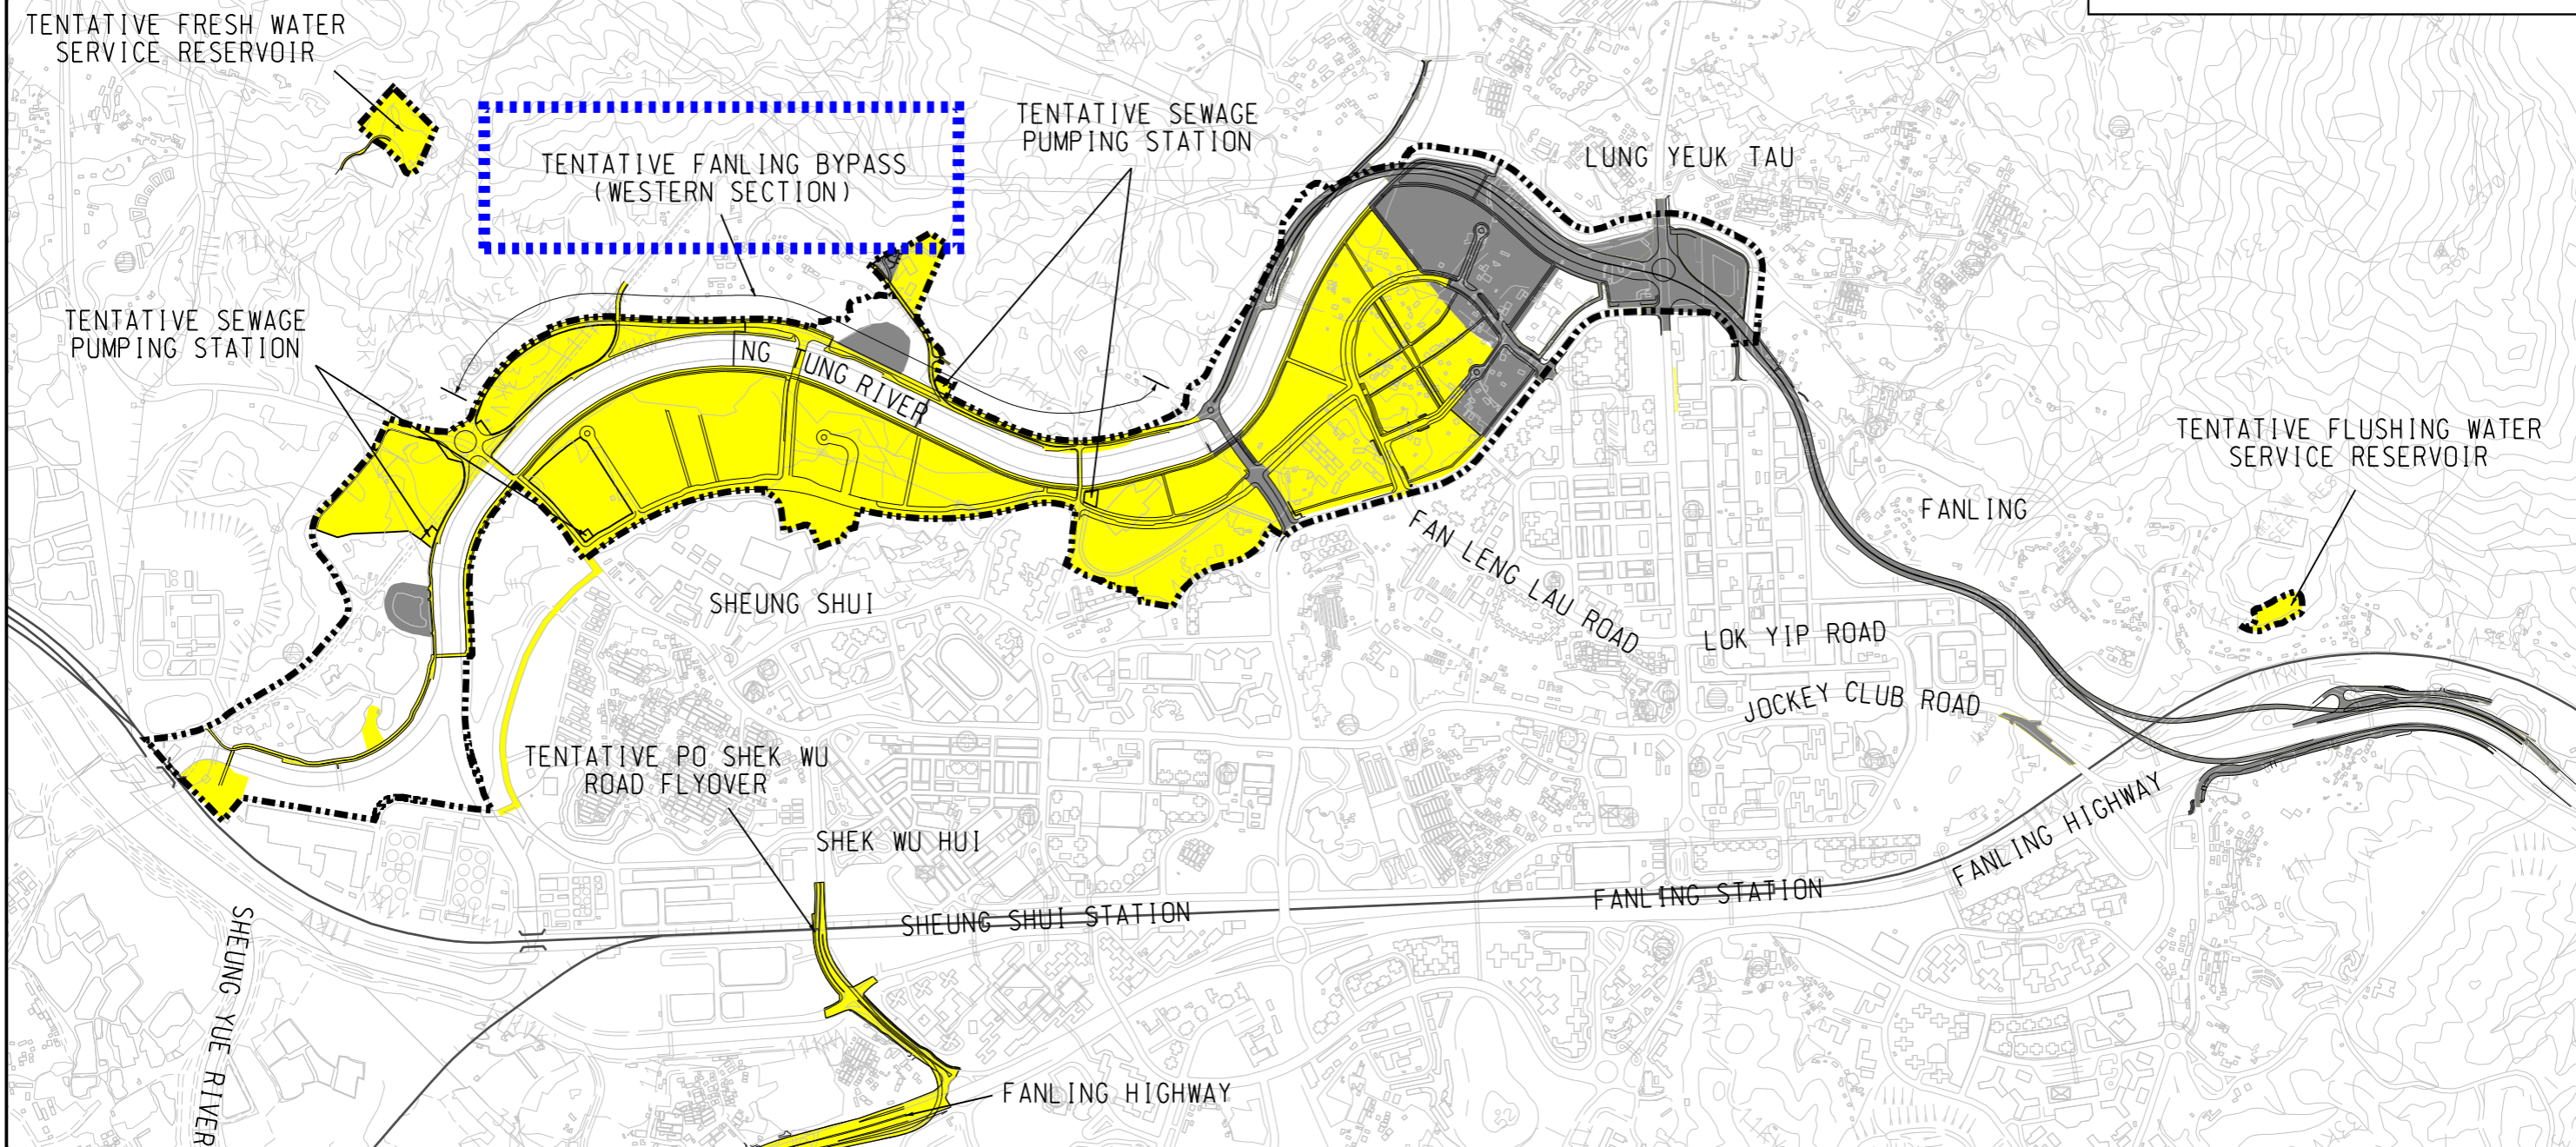 TENTATIVE FRESH WATER
SERVICE RESERVOIR
TENTATIVE FANLING BYPASS
(WESTERN SECTION)
TENTATIVE SEWAGE
PUMPING STATION
LUNG YEUK TAU
TENTATIVE SEWAGE
PUMPING STATION
NG
UNG RIVER
TENTATIVE FLUSHING WATER
SERVICE RESERVOIR
FANLING
FAN LENG LAU ROAD
SHEUNG SHUI
LOK YIP ROAD
JOCKEY CLUB ROAD
TENTATIVE PO SHEK WU
ROAD FLYOVER
SHEK WU HUI
FANLING HIGHWAY
FANLING STATION
SHEUNG SHUI STATION
SHEUNG YUE RIVER
FANLING HIGHWAY